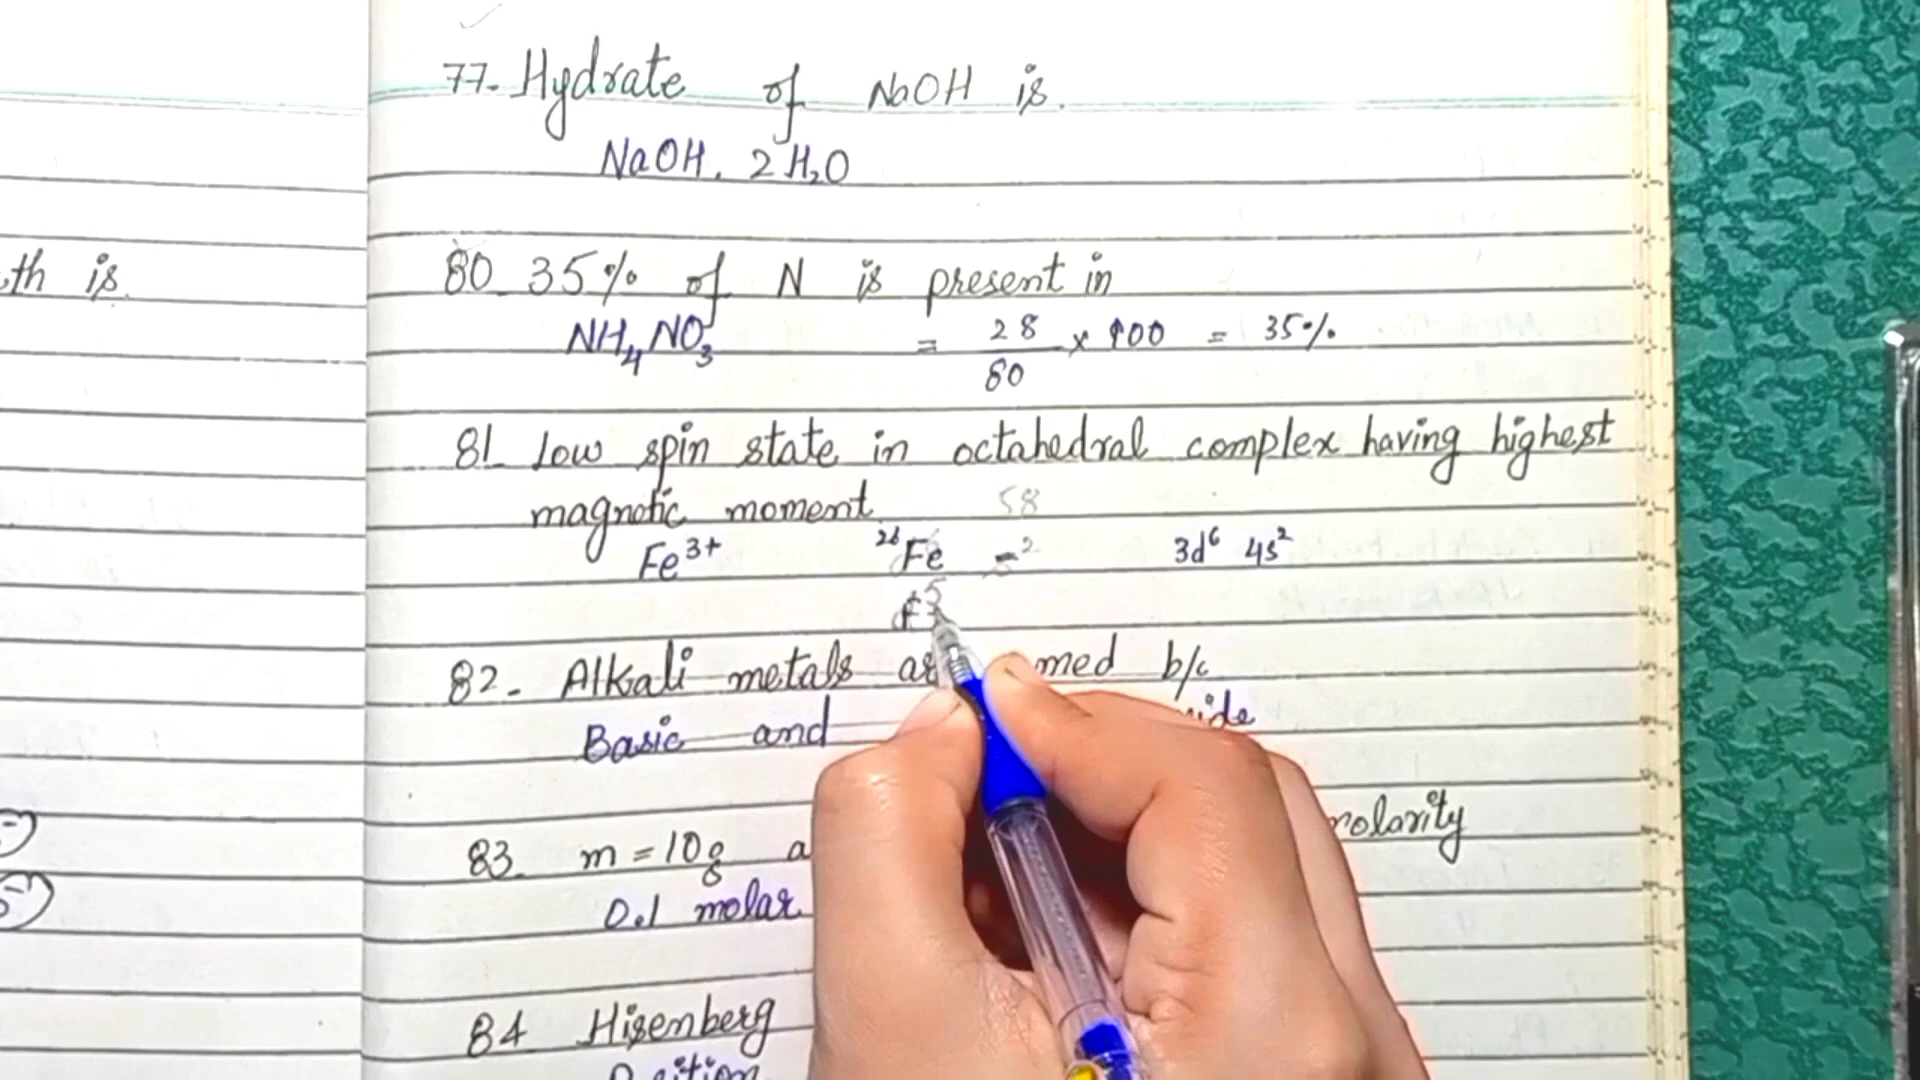 77. Hydrate of NaOH is.
NaOH. 2H₂O
th is.
80. 35% of N is present in
NH₄NO₃ = 28/80 × 100 = 35%
81. Low spin state in octahedral complex having highest
magnetic moment. 58
Fe³⁺ ²⁶Fe = 2 3d⁶ 4s²
82 - Alkali metals med b/c
Basic and
83. m = 10g a molarity
0.1 molar
84 Hisenberg